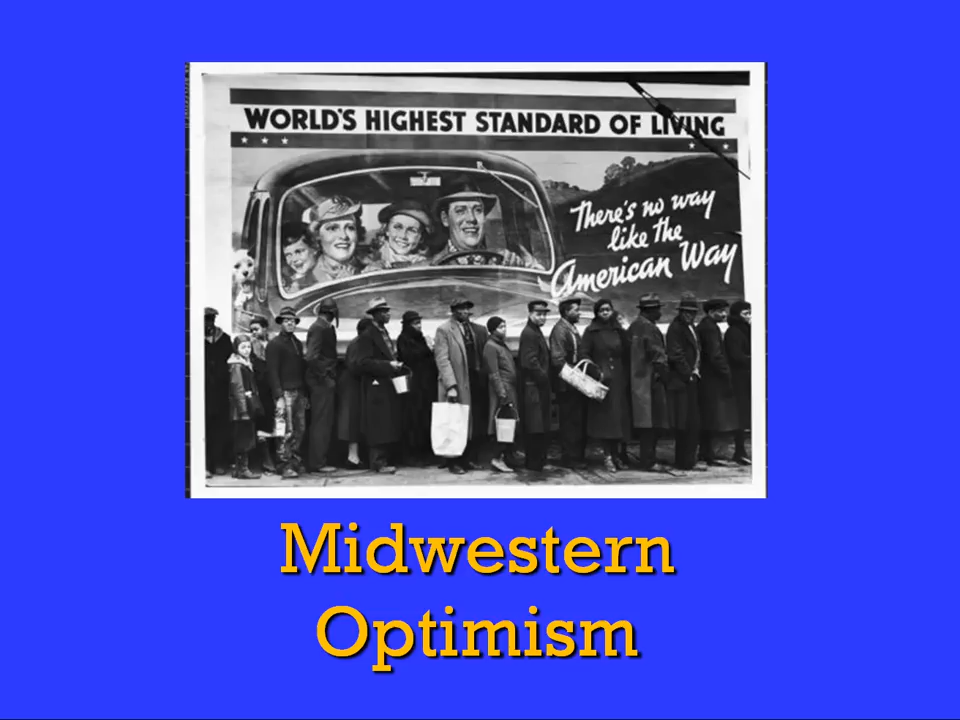 WORLD'S HIGHEST STANDARD OF LIVING
There's no way
like the
American Way
Midwestern
Optimism